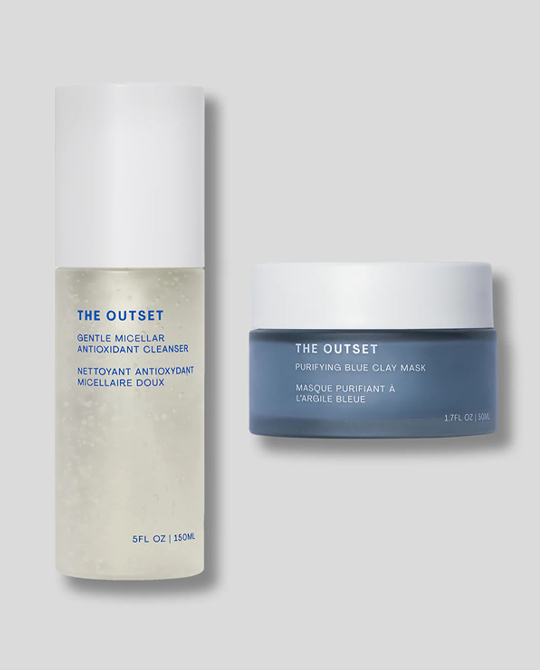 THE OUTSET
GENTLE MICELLAR
ANTIOXIDANT CLEANSER
NETTOYANT ANTIOXYDANT
MICELLAIRE DOUX
5FL OZ | 150ML
THE OUTSET
PURIFYING BLUE CLAY MASK
MASQUE PURIFIANT À
L'ARGILE BLEUE
1.7FL OZ | 50ML